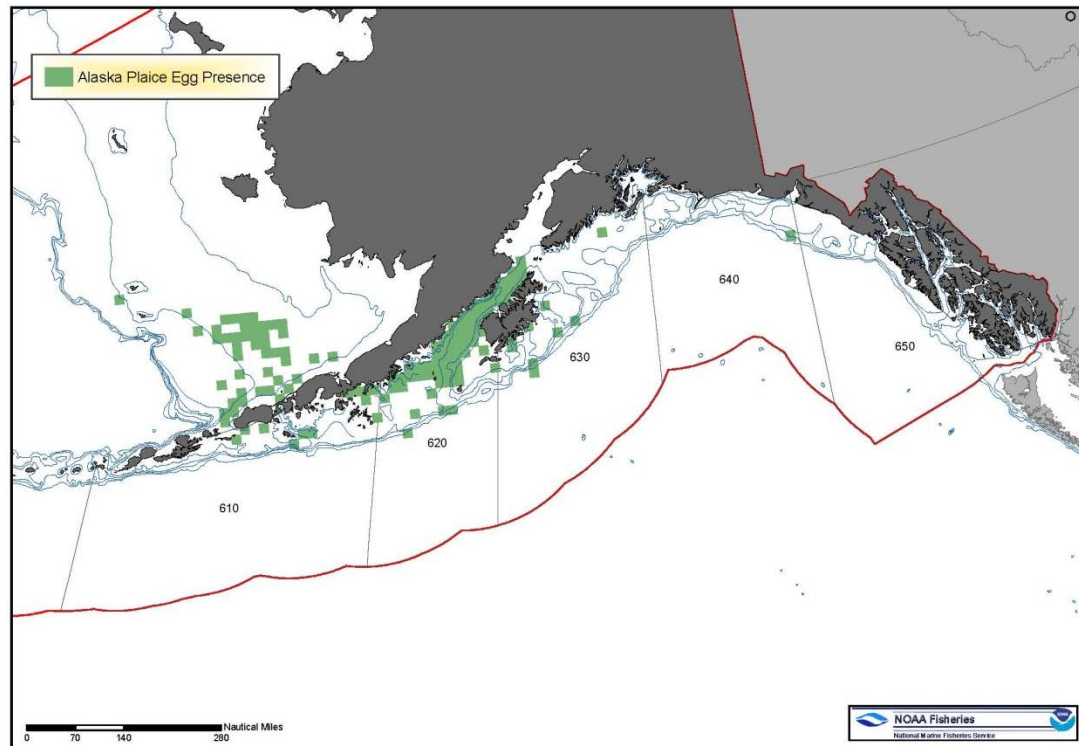 Alaska Plaice Egg Presence
640
630
650
620
610
Nautical Miles
0 70 140 280
NOAA Fisheries
National Marine Fisheries Service